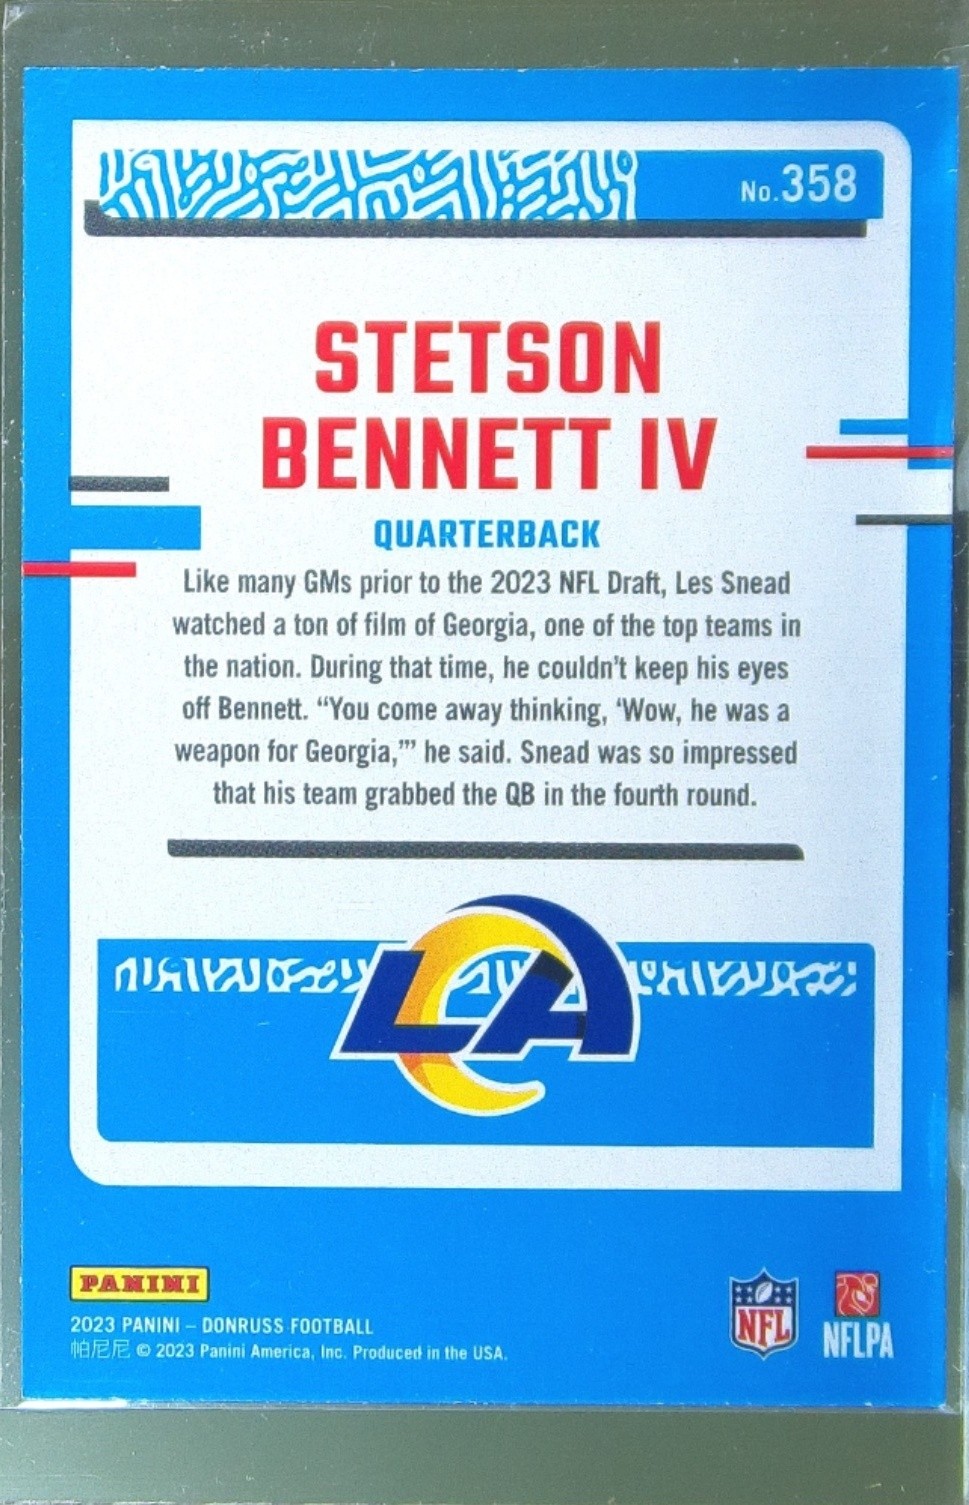 No.358
STETSON
BENNETT IV
QUARTERBACK
Like many GMs prior to the 2023 NFL Draft, Les Snead
watched a ton of film of Georgia, one of the top teams in
the nation. During that time, he couldn't keep his eyes
off Bennett. “You come away thinking, ‘Wow, he was a
weapon for Georgia,’” he said. Snead was so impressed
that his team grabbed the QB in the fourth round.
LA
PANINI
2023 PANINI – DONRUSS FOOTBALL
帕尼尼 © 2023 Panini America, Inc. Produced in the USA.
NFL
NFLPA